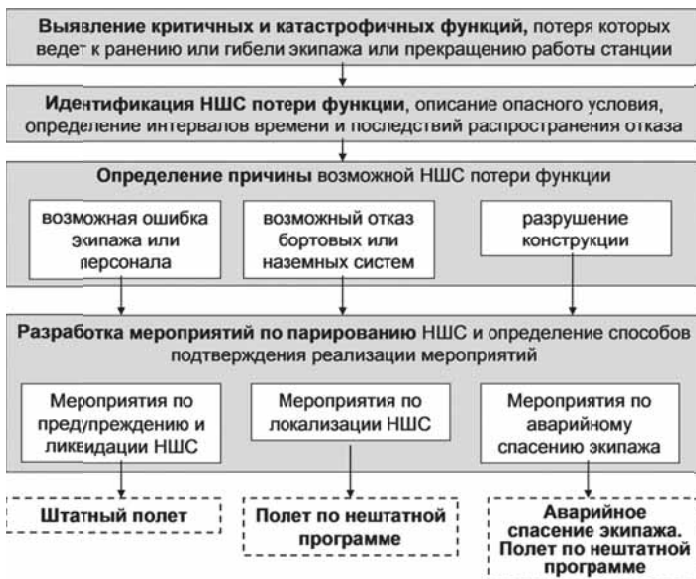 Выявление критичных и катастрофичных функций, потеря которых
ведет к ранению или гибели экипажа или прекращению работы станции
Идентификация НШС потери функции, описание опасного условия,
определение интервалов времени и последствий распространения отказа
Определение причины возможной НШС потери функции
возможная ошибка
экипажа или
персонала
возможный отказ
бортовых или
наземных систем
разрушение
конструкции
Разработка мероприятий по парированию НШС и определение способов
подтверждения реализации мероприятий
Мероприятия по
предупреждению и
ликвидации НШС
Мероприятия по
локализации НШС
Мероприятия по
аварийному
спасению экипажа
Штатный полет
Полет по нештатной
программе
Аварийное
спасение экипажа.
Полет по нештатной
программе